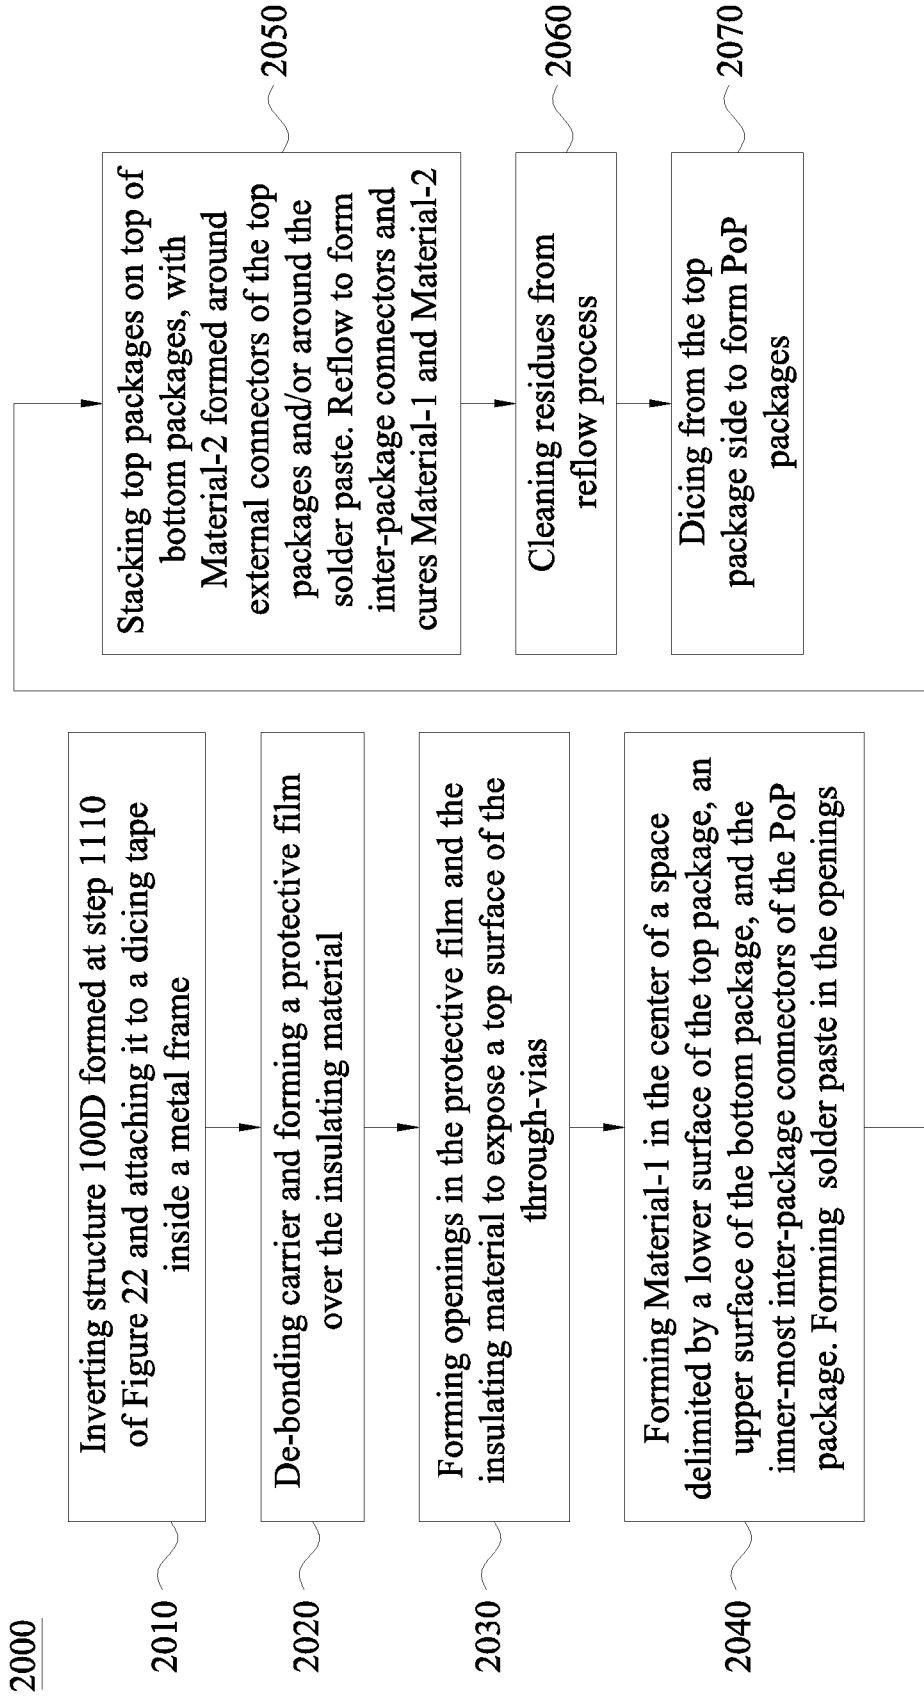 2000
2010
Inverting structure 100D formed at step 1110
of Figure 22 and attaching it to a dicing tape
inside a metal frame
2020
De-bonding carrier and forming a protective film
over the insulating material
2030
Forming openings in the protective film and the
insulating material to expose a top surface of the
through-vias
2040
Forming Material-1 in the center of a space
delimited by a lower surface of the top package, an
upper surface of the bottom package, and the
inner-most inter-package connectors of the PoP
package. Forming solder paste in the openings
2050
Stacking top packages on top of
bottom packages, with
Material-2 formed around
external connectors of the top
packages and/or around the
solder paste. Reflow to form
inter-package connectors and
cures Material-1 and Material-2
2060
Cleaning residues from
reflow process
2070
Dicing from the top
package side to form PoP
packages